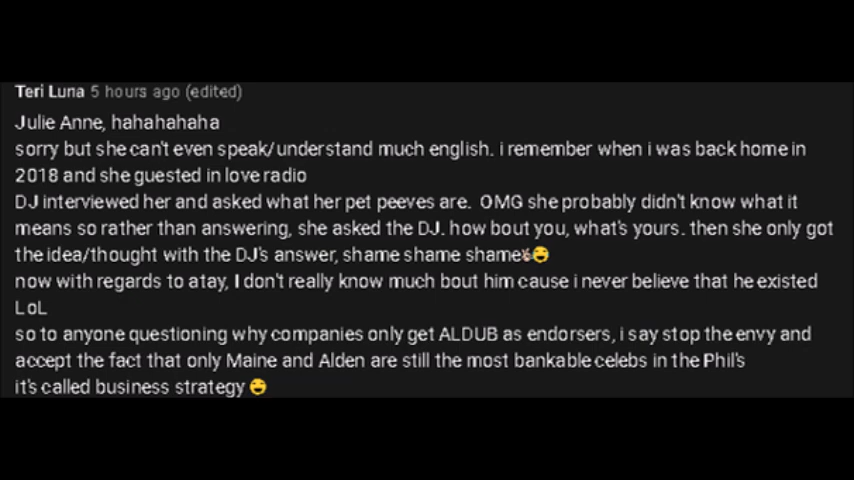 Teri Luna 5 hours ago (edited)
Julie Anne, hahahahaha
sorry but she can't even speak/understand much english. i remember when i was back home in
2018 and she guested in love radio
DJ interviewed her and asked what her pet peeves are. OMG she probably didn't know what it
means so rather than answering, she asked the DJ. how bout you, what's yours. then she only got
the idea/thought with the DJ's answer, shame shame shame✌😂
now with regards to atay, I don't really know much bout him cause i never believe that he existed
LoL
so to anyone questioning why companies only get ALDUB as endorsers, i say stop the envy and
accept the fact that only Maine and Alden are still the most bankable celebs in the Phil's
it's called business strategy 😂